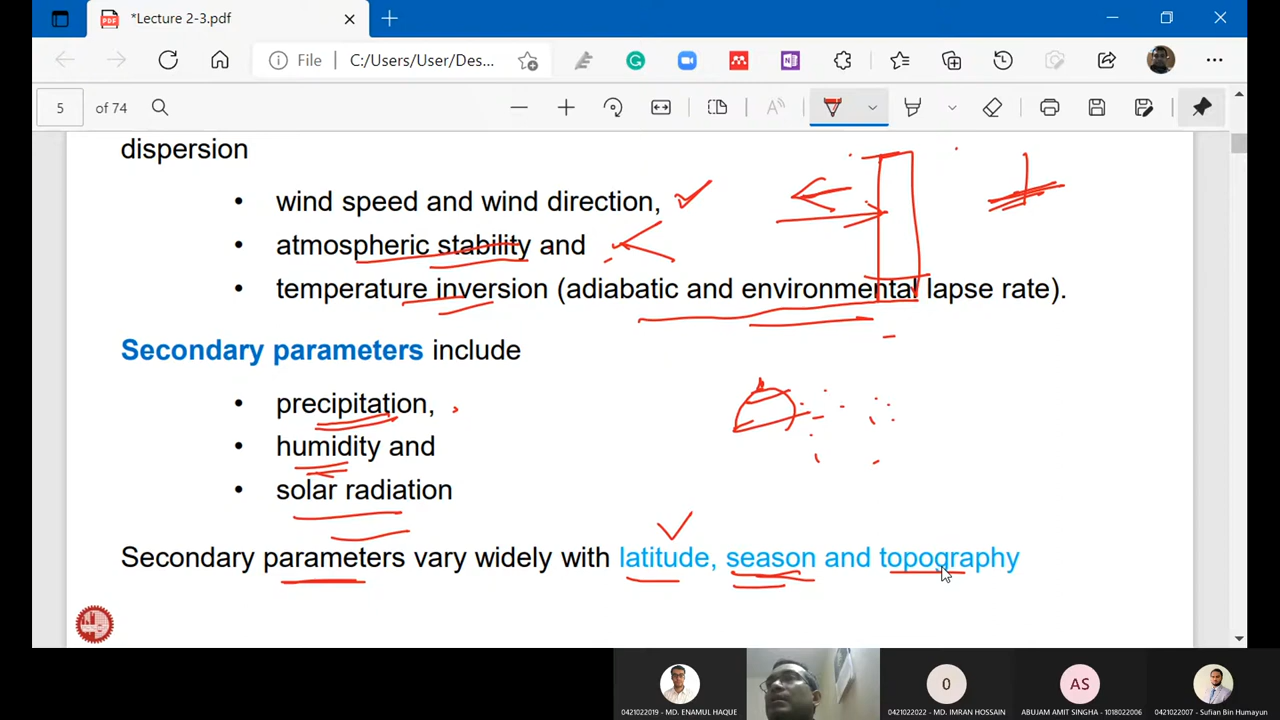 *Lecture 2-3.pdf
File C:/Users/User/Des...
5 of 74
dispersion
• wind speed and wind direction,
• atmospheric stability and
• temperature inversion (adiabatic and environmental lapse rate).
Secondary parameters include
• precipitation,
• humidity and
• solar radiation
Secondary parameters vary widely with latitude, season and topography
0421022019 - MD. ENAMUL HAQUE
0
0421022022 - MD. IMRAN HOSSAIN
AS
ABUJAM AMIT SINGHA - 1018022006
0421022007 - Sufian Bin Humayun